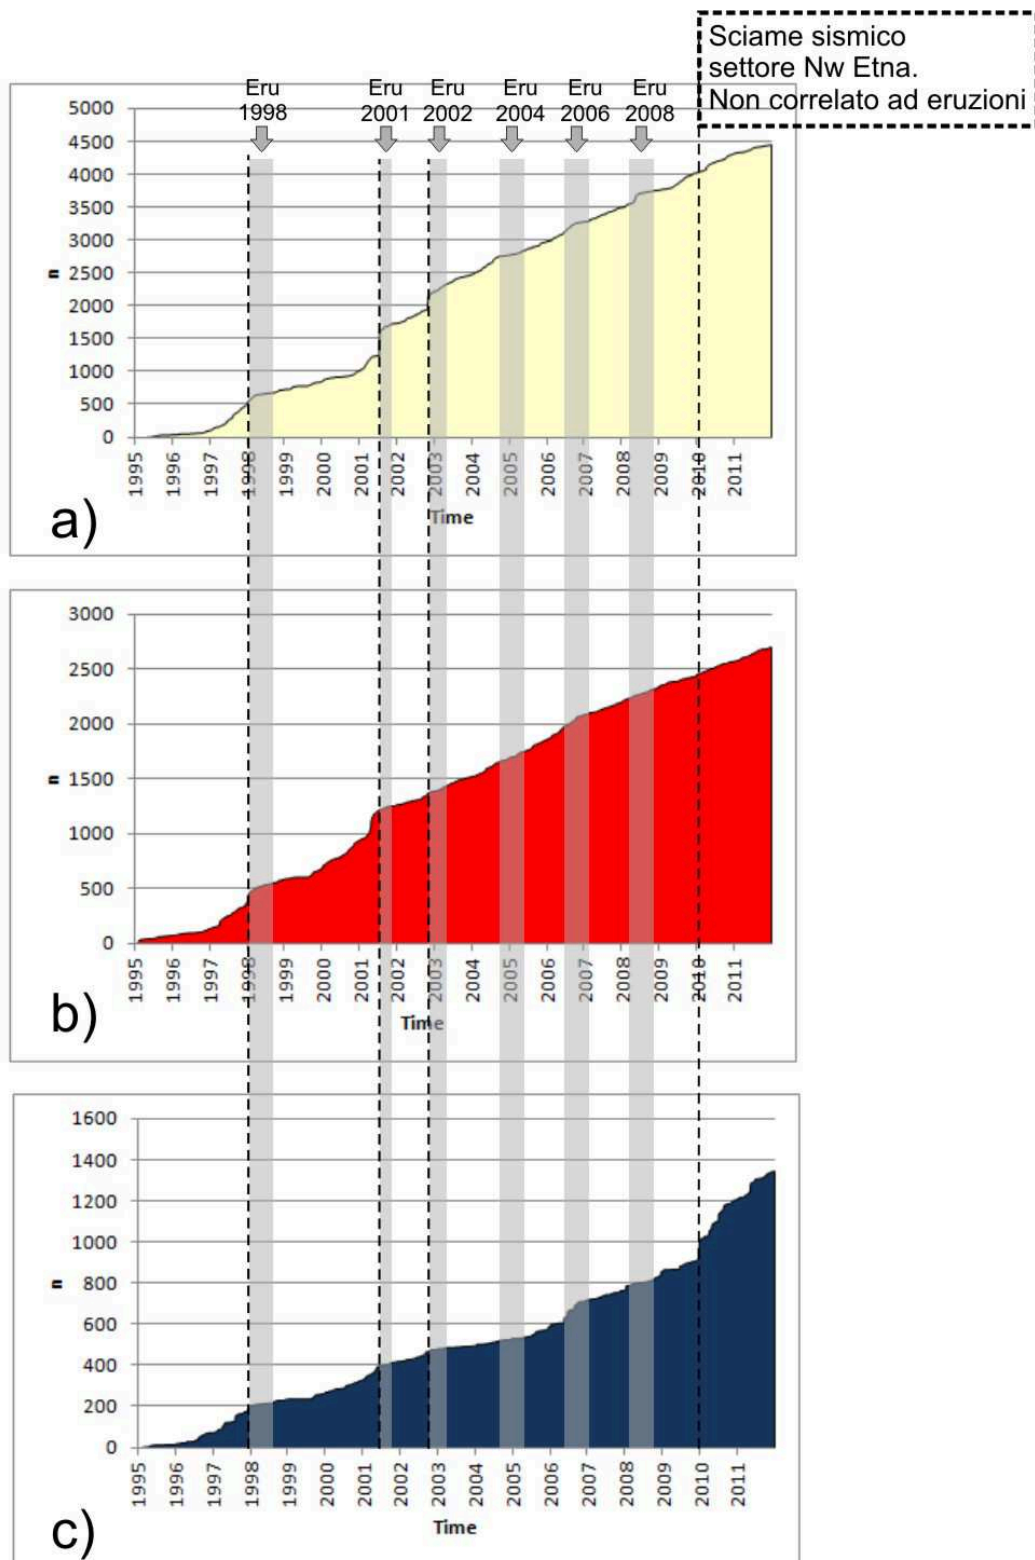 Sciame sismico
settore Nw Etna.
Non correlato ad eruzioni
Eru 1998
Eru 2001
Eru 2002
Eru 2004
Eru 2006
Eru 2008
5000
4500
4000
3500
3000
2500
2000
1500
1000
500
0
n
1995 1996 1997 1998 1999 2000 2001 2002 2003 2004 2005 2006 2007 2008 2009 2010 2011
Time
a)
3000
2500
2000
1500
1000
500
0
n
1995 1996 1997 1998 1999 2000 2001 2002 2003 2004 2005 2006 2007 2008 2009 2010 2011
Time
b)
1600
1400
1200
1000
800
600
400
200
0
n
1995 1996 1997 1998 1999 2000 2001 2002 2003 2004 2005 2006 2007 2008 2009 2010 2011
Time
c)